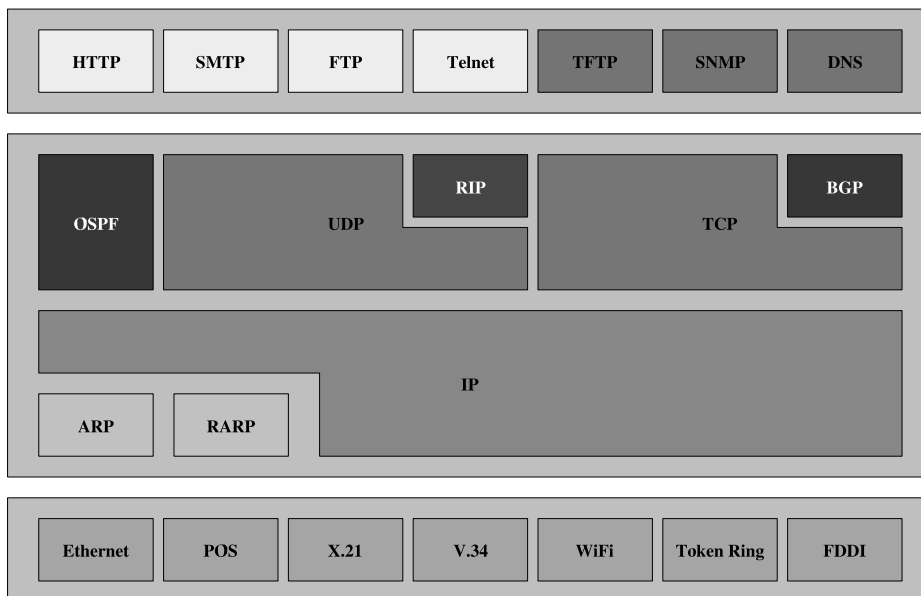 HTTP SMTP FTP Telnet TFTP SNMP DNS
OSPF UDP RIP TCP BGP
IP
ARP RARP
Ethernet POS X.21 V.34 WiFi Token Ring FDDI